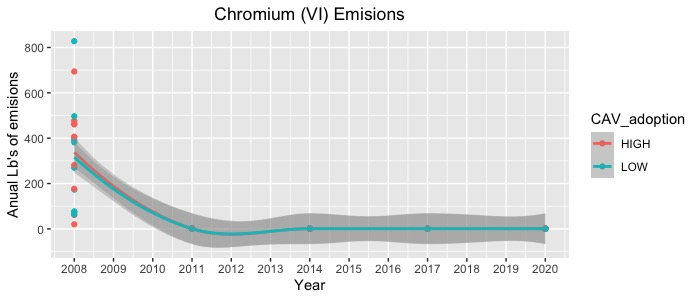 Chromium (VI) Emisions
Anual Lb's of emisions
800
600
400
200
0
2008 2009 2010 2011 2012 2013 2014 2015 2016 2017 2018 2019 2020
Year
CAV_adoption
HIGH
LOW